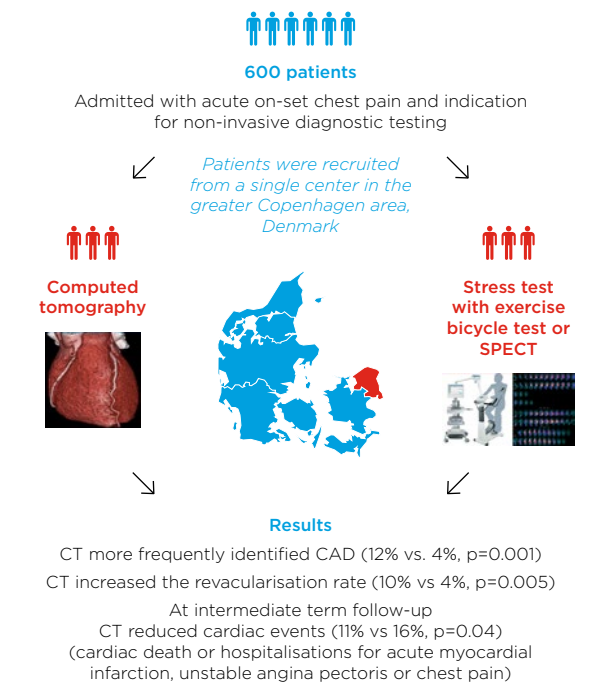 600 patients
Admitted with acute on-set chest pain and indication
for non-invasive diagnostic testing
Patients were recruited
from a single center in the
greater Copenhagen area,
Denmark
Computed
tomography
Stress test
with exercise
bicycle test or
SPECT
Results
CT more frequently identified CAD (12% vs. 4%, p=0.001)
CT increased the revacularisation rate (10% vs 4%, p=0.005)
At intermediate term follow-up
CT reduced cardiac events (11% vs 16%, p=0.04)
(cardiac death or hospitalisations for acute myocardial
infarction, unstable angina pectoris or chest pain)